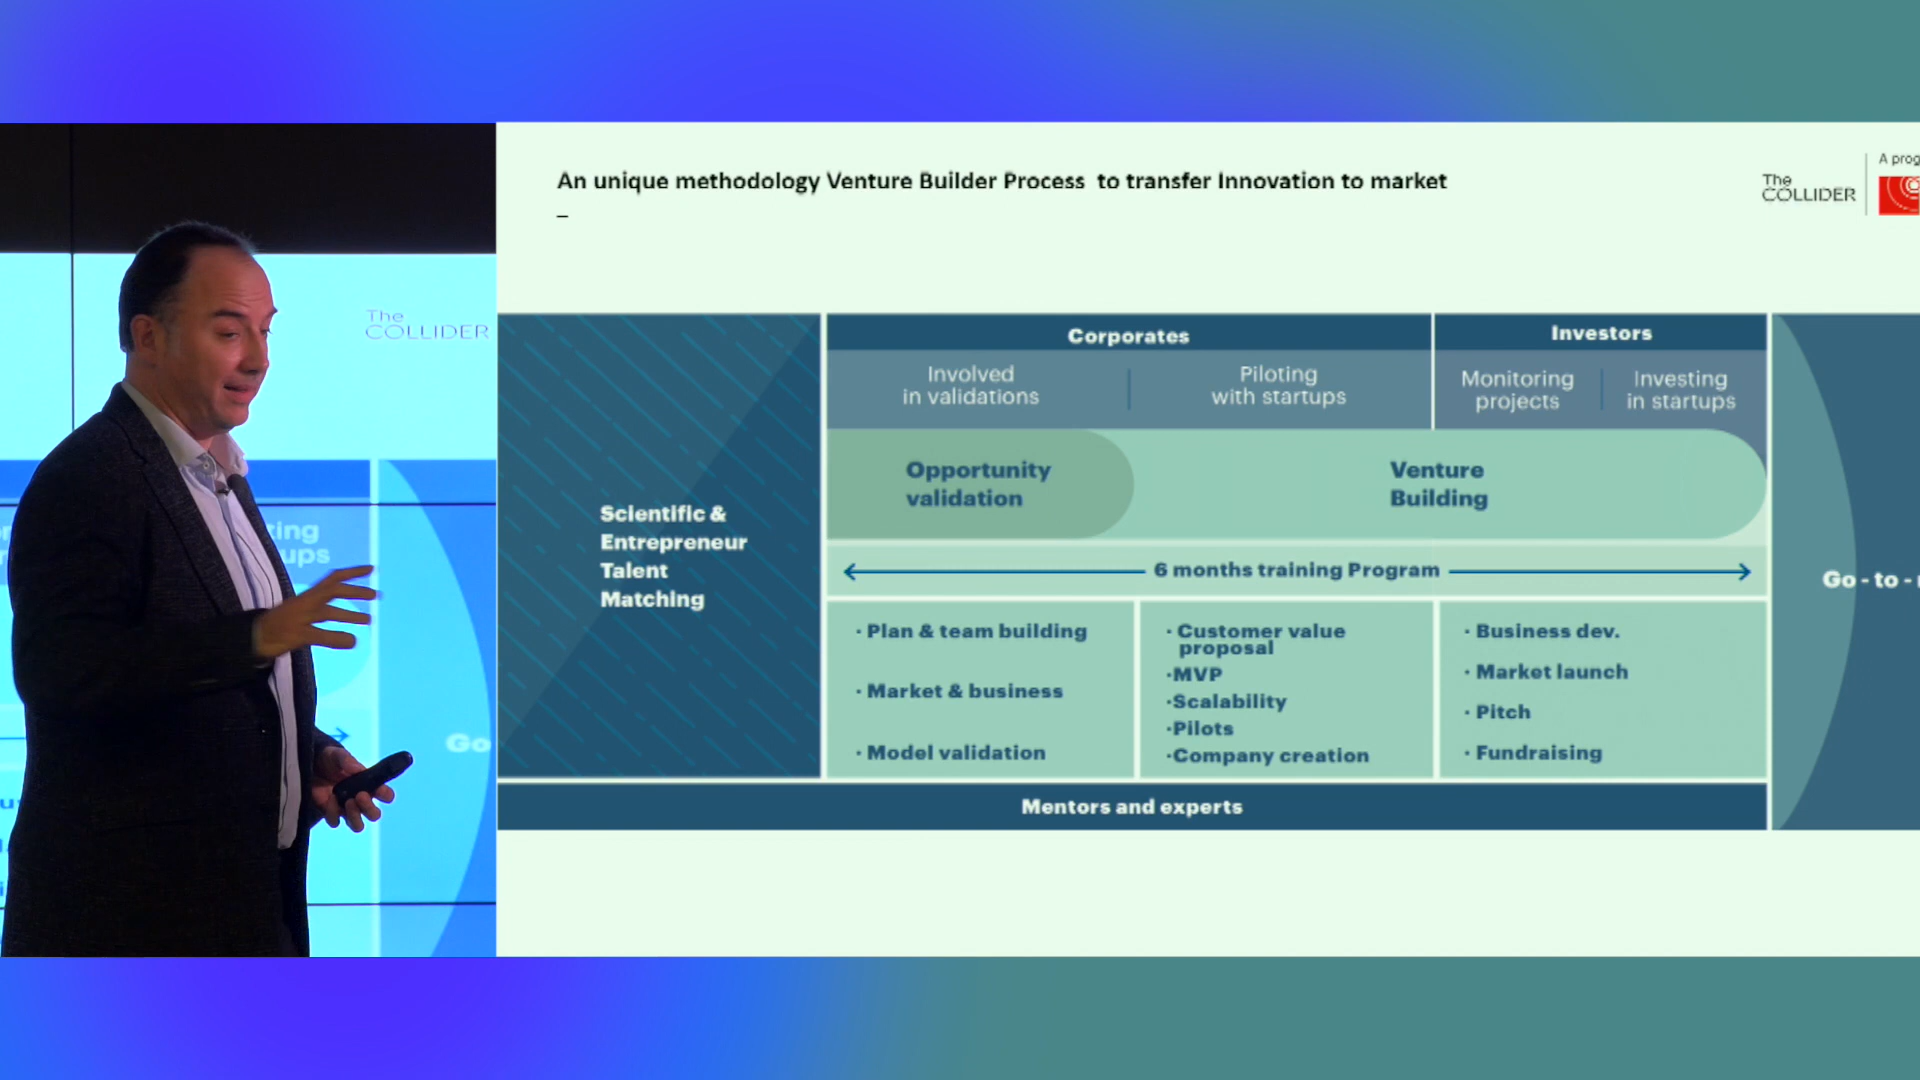 An unique methodology Venture Builder Process to transfer Innovation to market
–
The
COLLIDER
A prog
The
COLLIDER
Corporates
Investors
Involved
in validations
Piloting
with startups
Monitoring
projects
Investing
in startups
Opportunity
validation
Venture
Building
Scientific &
Entrepreneur
Talent
Matching
6 months training Program
Go - to -
· Plan & team building
· Market & business
· Model validation
· Customer value
proposal
·MVP
·Scalability
·Pilots
·Company creation
· Business dev.
· Market launch
· Pitch
· Fundraising
Mentors and experts
ups
Go